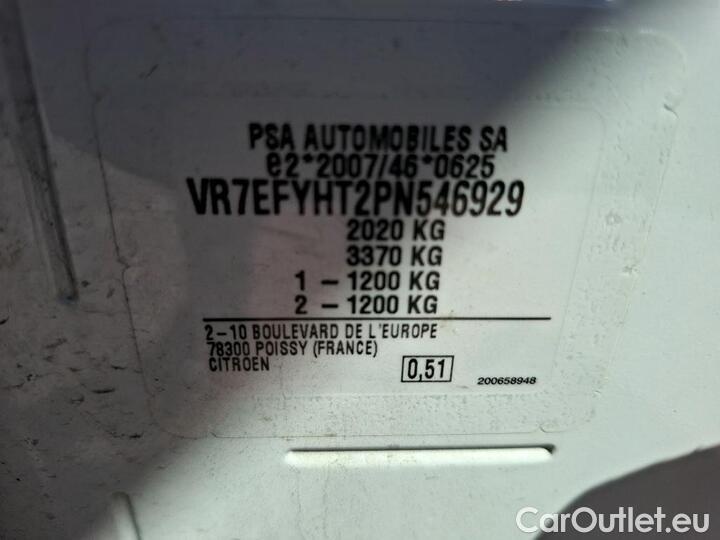 PSA AUTOMOBILES SA
e2*2007/46*0625
VR7EFYHT2PN546929
2020 KG
3370 KG
1 - 1200 KG
2 - 1200 KG
2-10 BOULEVARD DE L'EUROPE
78300 POISSY (FRANCE)
CITROEN
0,51
200658948
CarOutlet.eu